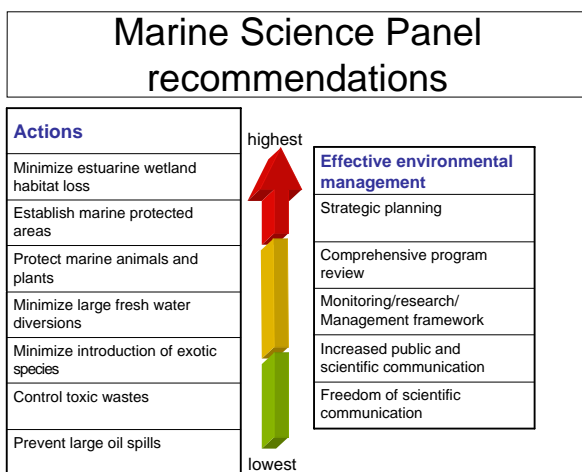 Marine Science Panel
recommendations
Actions
Minimize estuarine wetland
habitat loss
Establish marine protected
areas
Protect marine animals and
plants
Minimize large fresh water
diversions
Minimize introduction of exotic
species
Control toxic wastes
Prevent large oil spills
highest
lowest
Effective environmental
management
Strategic planning
Comprehensive program
review
Monitoring/research/
Management framework
Increased public and
scientific communication
Freedom of scientific
communication